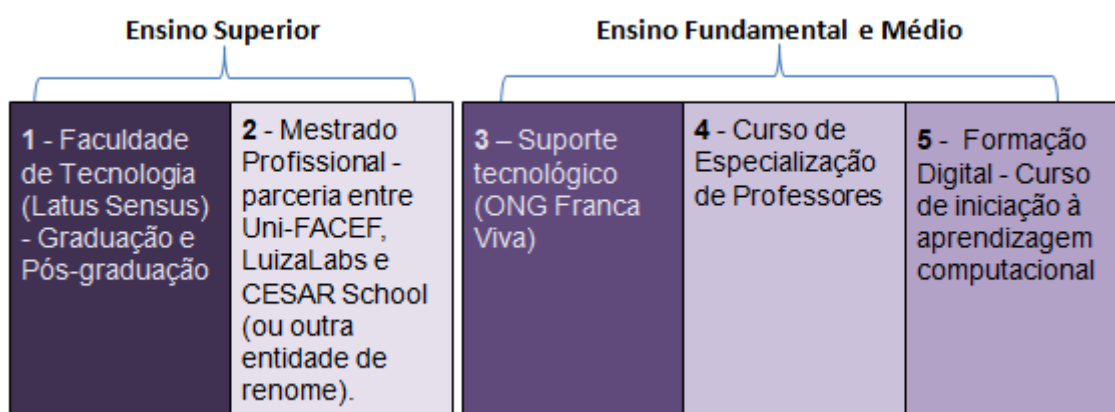 Ensino Superior
Ensino Fundamental e Médio
1 - Faculdade
de Tecnologia
(Latus Sensus)
- Graduação e
Pós-graduação
2 - Mestrado
Profissional -
parceria entre
Uni-FACEF,
LuizaLabs e
CESAR School
(ou outra
entidade de
renome).
3 – Suporte
tecnológico
(ONG Franca
Viva)
4 - Curso de
Especialização
de Professores
5 - Formação
Digital - Curso
de iniciação à
aprendizagem
computacional